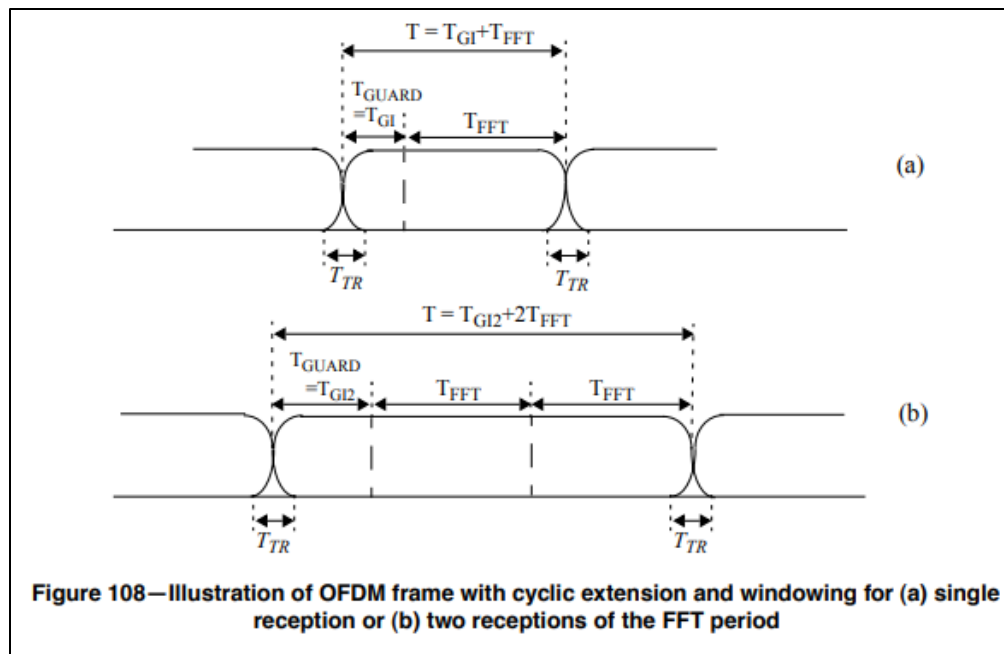 T = TGI+TFFT
TGUARD
=TGI
TFFT
(a)
TTR
TTR
T = TGI2+2TFFT
TGUARD
=TGI2
TFFT
TFFT
(b)
TTR
TTR
Figure 108—Illustration of OFDM frame with cyclic extension and windowing for (a) single
reception or (b) two receptions of the FFT period